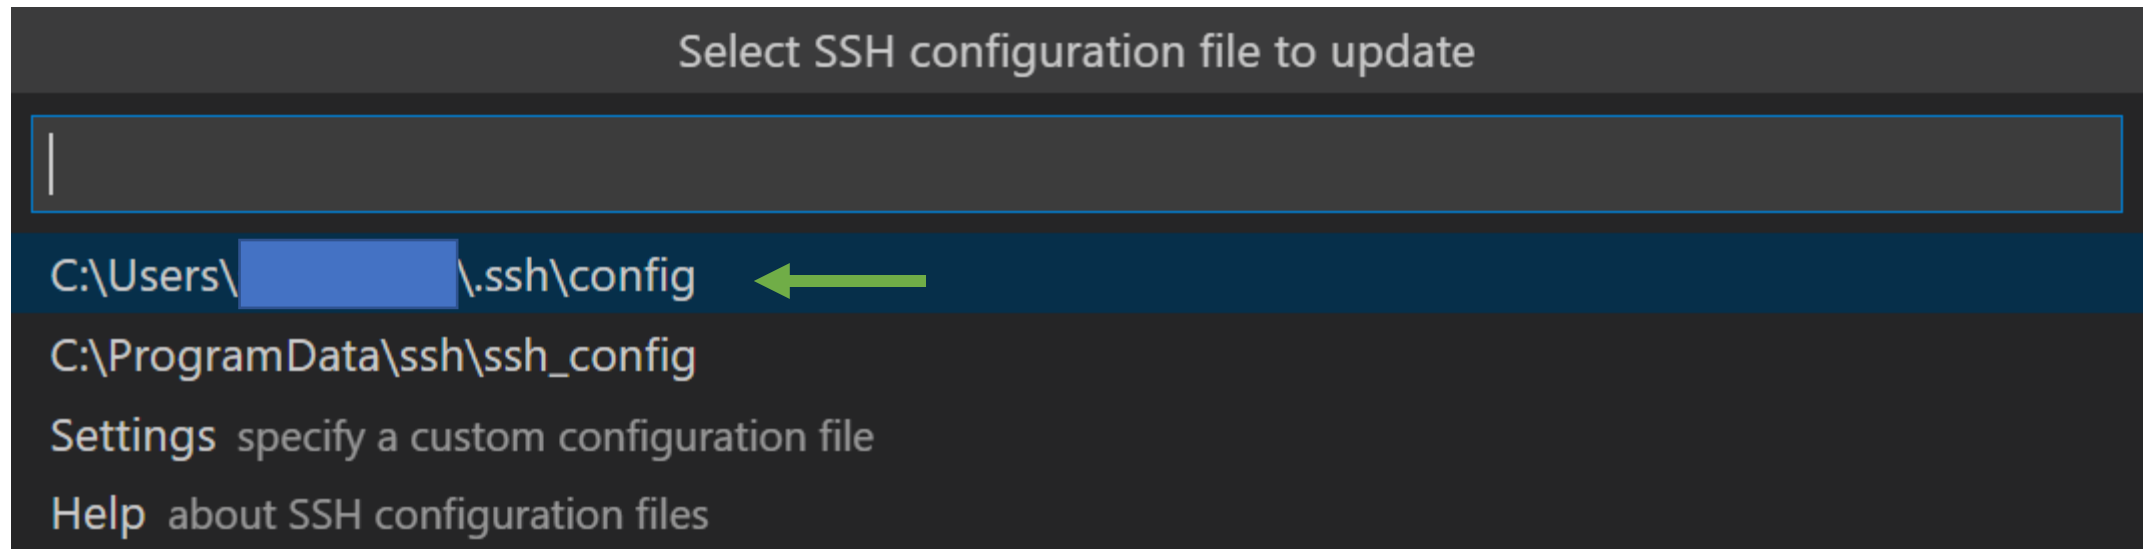 Select SSH configuration file to update
C:\Users\ \.ssh\config
C:\ProgramData\ssh\ssh_config
Settings specify a custom configuration file
Help about SSH configuration files